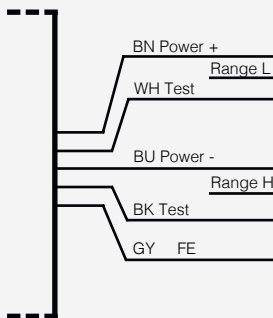 BN Power +
Range L
WH Test
BU Power -
Range H
BK Test
GY FE